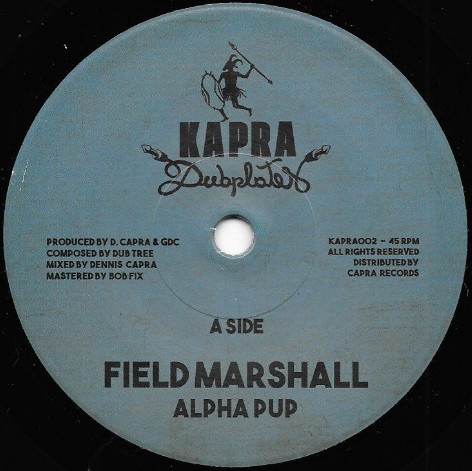 KAPRA
Dubplates
PRODUCED BY D. CAPRA & GDC
COMPOSED BY DUB TREE
MIXED BY DENNIS CAPRA
MASTERED BY BOB FIX
KAPRA002 - 45 RPM
ALL RIGHTS RESERVED
DISTRIBUTED BY
CAPRA RECORDS
A SIDE
FIELD MARSHALL
ALPHA PUP